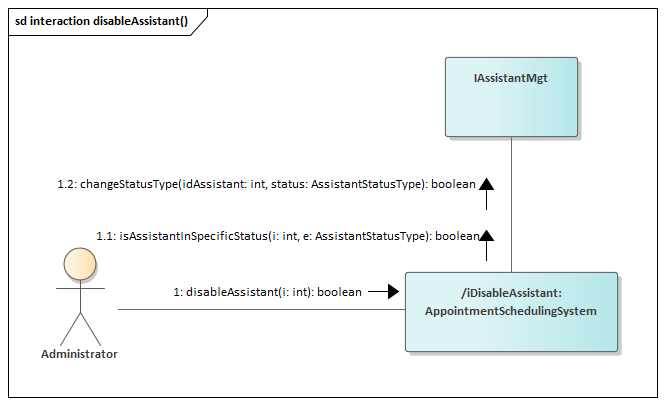 sd interaction disableAssistant()
IAssistantMgt
1.2: changeStatusType(idAssistant: int, status: AssistantStatusType): boolean
1.1: isAssistantInSpecificStatus(i: int, e: AssistantStatusType): boolean
1: disableAssistant(i: int): boolean
/iDisableAssistant:
AppointmentSchedulingSystem
Administrator